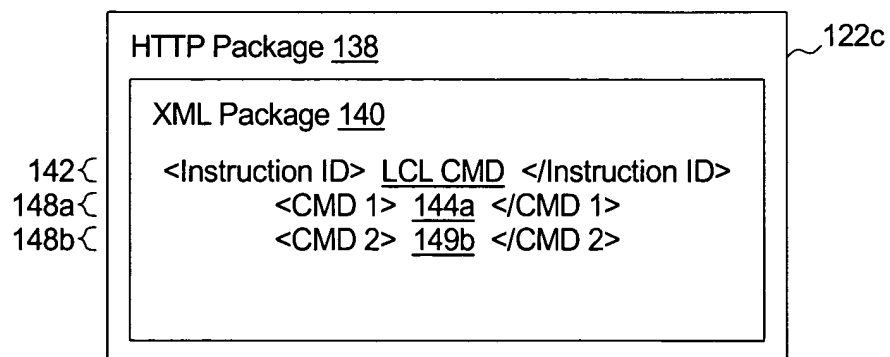 HTTP Package 138
122c
XML Package 140
142{ <Instruction ID> LCL CMD </Instruction ID>
148a{ <CMD 1> 144a </CMD 1>
148b{ <CMD 2> 149b </CMD 2>